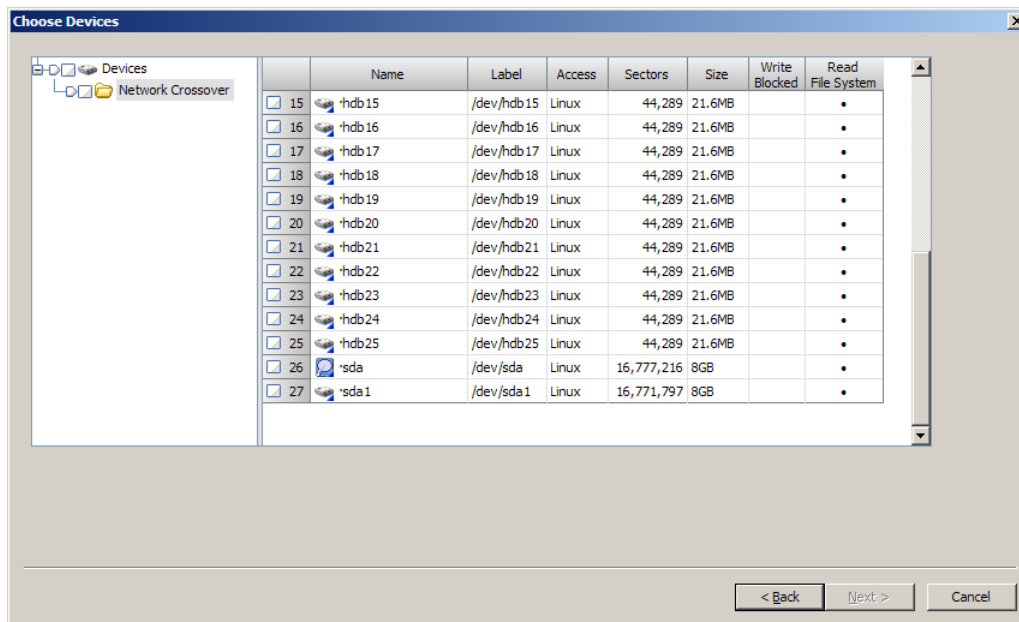 Choose Devices
Devices
Network Crossover
Name Label Access Sectors Size Write Blocked Read File System
15 hdb15 /dev/hdb15 Linux 44,289 21.6MB •
16 hdb16 /dev/hdb16 Linux 44,289 21.6MB •
17 hdb17 /dev/hdb17 Linux 44,289 21.6MB •
18 hdb18 /dev/hdb18 Linux 44,289 21.6MB •
19 hdb19 /dev/hdb19 Linux 44,289 21.6MB •
20 hdb20 /dev/hdb20 Linux 44,289 21.6MB •
21 hdb21 /dev/hdb21 Linux 44,289 21.6MB •
22 hdb22 /dev/hdb22 Linux 44,289 21.6MB •
23 hdb23 /dev/hdb23 Linux 44,289 21.6MB •
24 hdb24 /dev/hdb24 Linux 44,289 21.6MB •
25 hdb25 /dev/hdb25 Linux 44,289 21.6MB •
26 sda /dev/sda Linux 16,777,216 8GB •
27 sda1 /dev/sda1 Linux 16,771,797 8GB •
< Back Next > Cancel